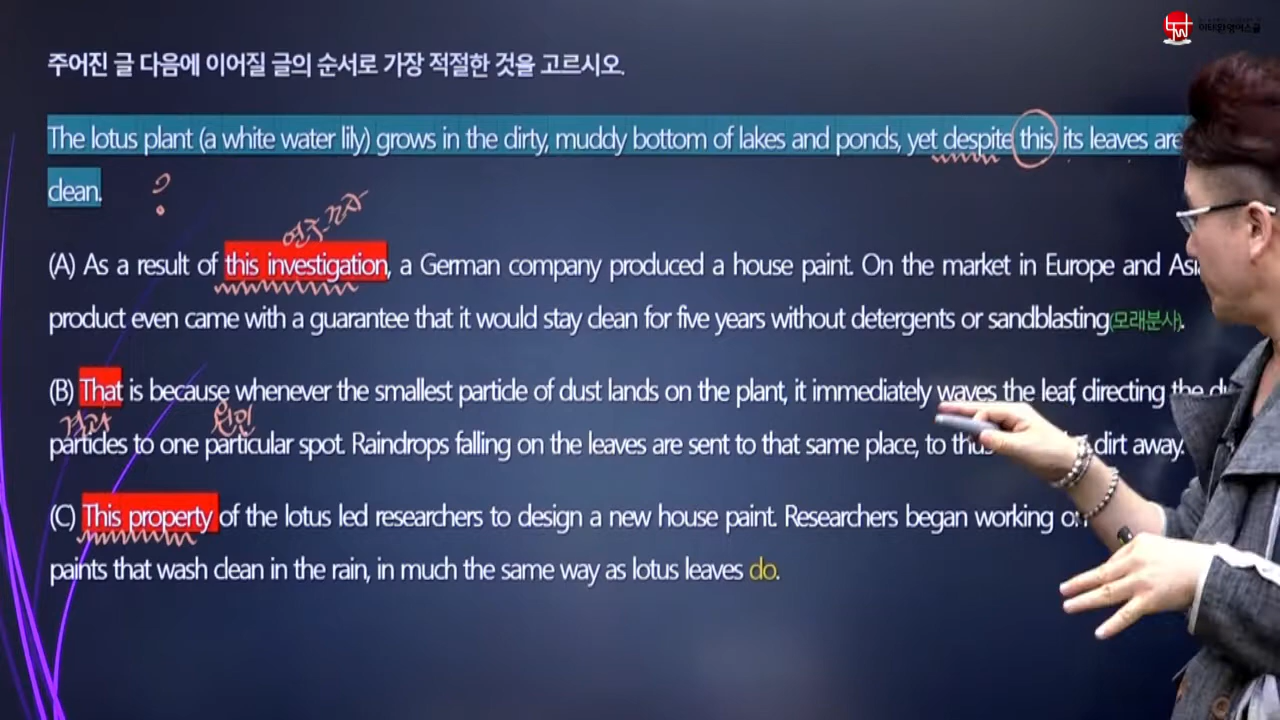 이태환영어스쿨
주어진 글 다음에 이어질 글의 순서로 가장 적절한 것을 고르시오.
The lotus plant (a white water lily) grows in the dirty, muddy bottom of lakes and ponds, yet despite this, its leaves are
clean.
?
연구·조사
(A) As a result of this investigation, a German company produced a house paint. On the market in Europe and
product even came with a guarantee that it would stay clean for five years without detergents or sandblasting(모래분사).
(B) That is because whenever the smallest particle of dust lands on the plant, it immediately waves the leaf, directing the
결과 원인
particles to one particular spot. Raindrops falling on the leaves are sent to that same place, to dirt away.
(C) This property of the lotus led researchers to design a new house paint. Researchers began working on
paints that wash clean in the rain, in much the same way as lotus leaves do.